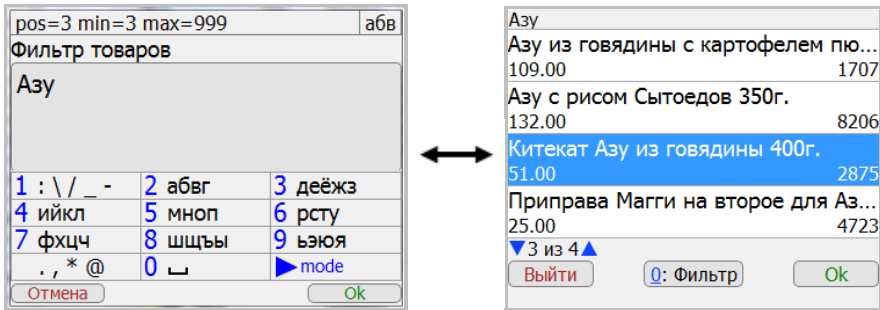 pos=3 min=3 max=999 абв
Фильтр товаров
Азу
1 : \ / _ - 2 абвг 3 деёжз
4 ийкл 5 мноп 6 рсту
7 фхцч 8 шщъы 9 ьэюя
. , * @ 0 ⎵ ▶ mode
Отмена Ok
Азу
Азу из говядины с картофелем пю...
109.00 1707
Азу с рисом Сытоедов 350г.
132.00 8206
Китекат Азу из говядины 400г.
51.00 2875
Приправа Магги на второе для Аз...
25.00 4723
▼3 из 4▲
Выйти 0: Фильтр Ok